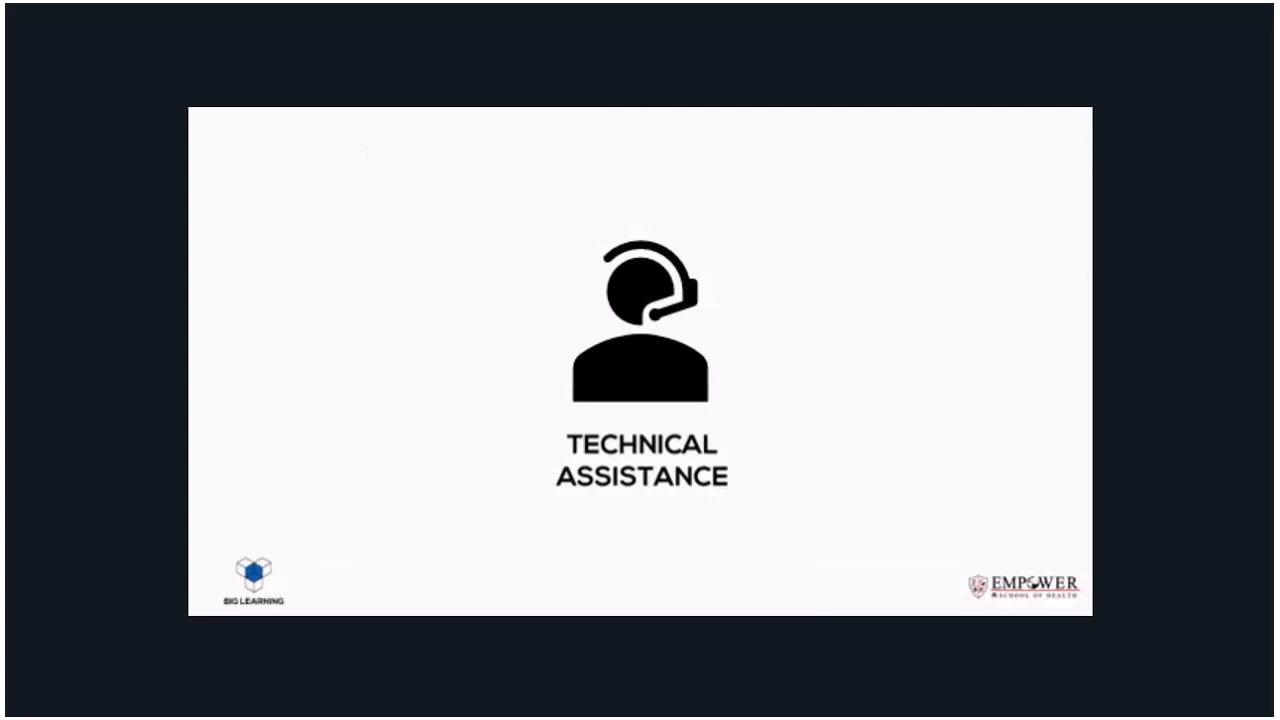 TECHNICAL
ASSISTANCE
BIG LEARNING
EMPOWER
SCHOOL OF HEALTH